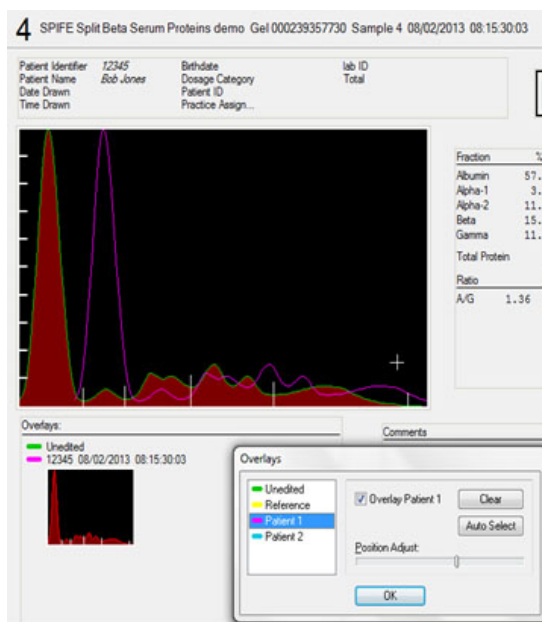 4 SPIFE Split Beta Serum Proteins demo Gel 000239357730 Sample 4 08/02/2013 08:15:30:03
Patient Identifier 12345 Birthdate lab ID
Patient Name Bob Jones Dosage Category Total
Date Drawn Patient ID
Time Drawn Practice Assign...
Fraction %
Albumin 57.
Alpha-1 3.
Alpha-2 11.
Beta 15.
Gamma 11.
Total Protein
Ratio
A/G 1.36
Overlays:
Unedited
12345 08/02/2013 08:15:30:03
Comments
Overlays
Unedited
Reference
Patient 1
Patient 2
Overlay Patient 1
Clear
Auto Select
Position Adjust:
OK